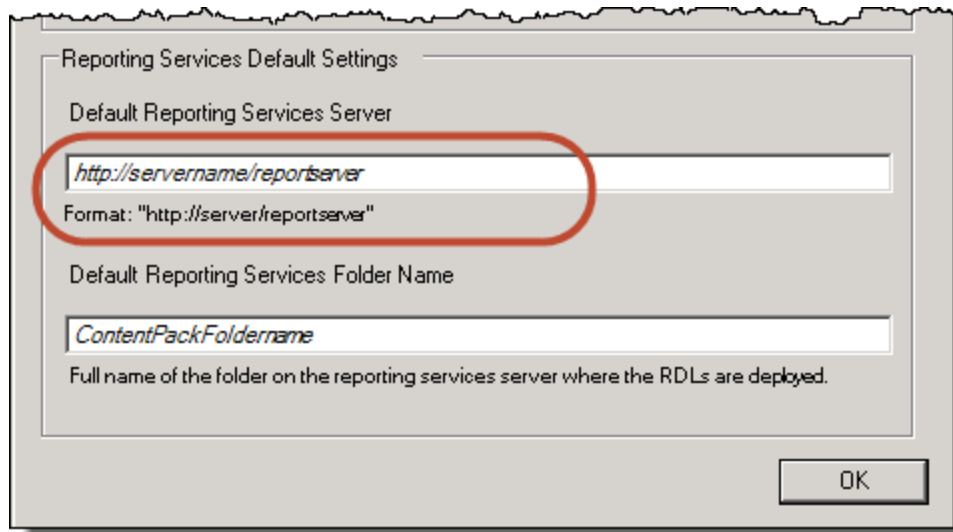 Reporting Services Default Settings
Default Reporting Services Server
http://servername/reportserver
Format: "http://server/reportserver"
Default Reporting Services Folder Name
ContentPackFoldername
Full name of the folder on the reporting services server where the RDLs are deployed.
OK